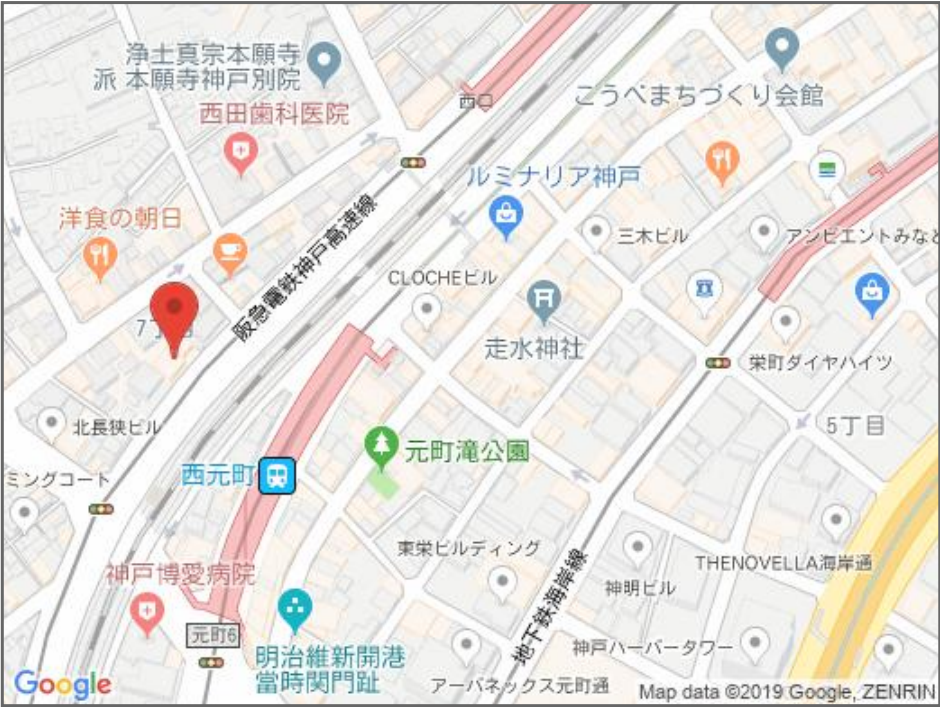 浄土真宗本願寺
派 本願寺神戸別院
西田歯科医院
西口
こうべまちづくり会館
洋食の朝日
阪急電鉄神戸高速線
ルミナリア神戸
三木ビル
アンビエントみなと
CLOCHEビル
走水神社
栄町ダイヤハイツ
北長狭ビル
5丁目
元町滝公園
西元町
ミングコート
東栄ビルディング
THENOVELLA海岸通
神戸博愛病院
神明ビル
地下鉄海岸線
元町6
神戸ハーバータワー
明治維新開港
當時関門趾
アーバネックス元町通
Google
Map data ©2019 Google, ZENRIN